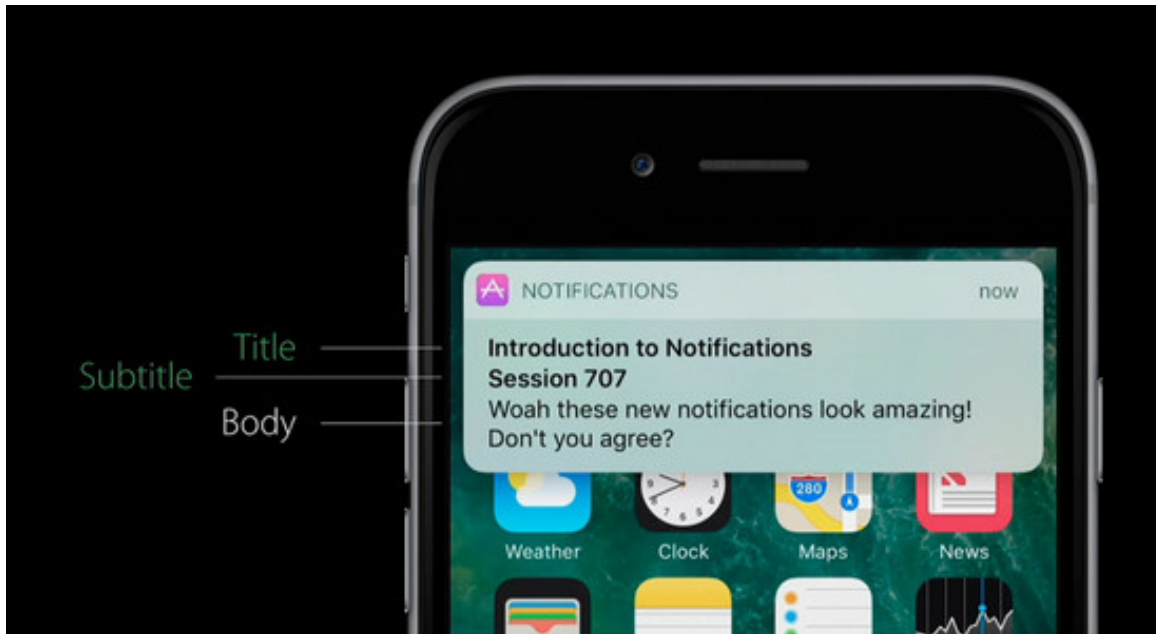 NOTIFICATIONS now
Title
Introduction to Notifications
Subtitle
Session 707
Body
Woah these new notifications look amazing!
Don't you agree?
280
Weather Clock Maps News